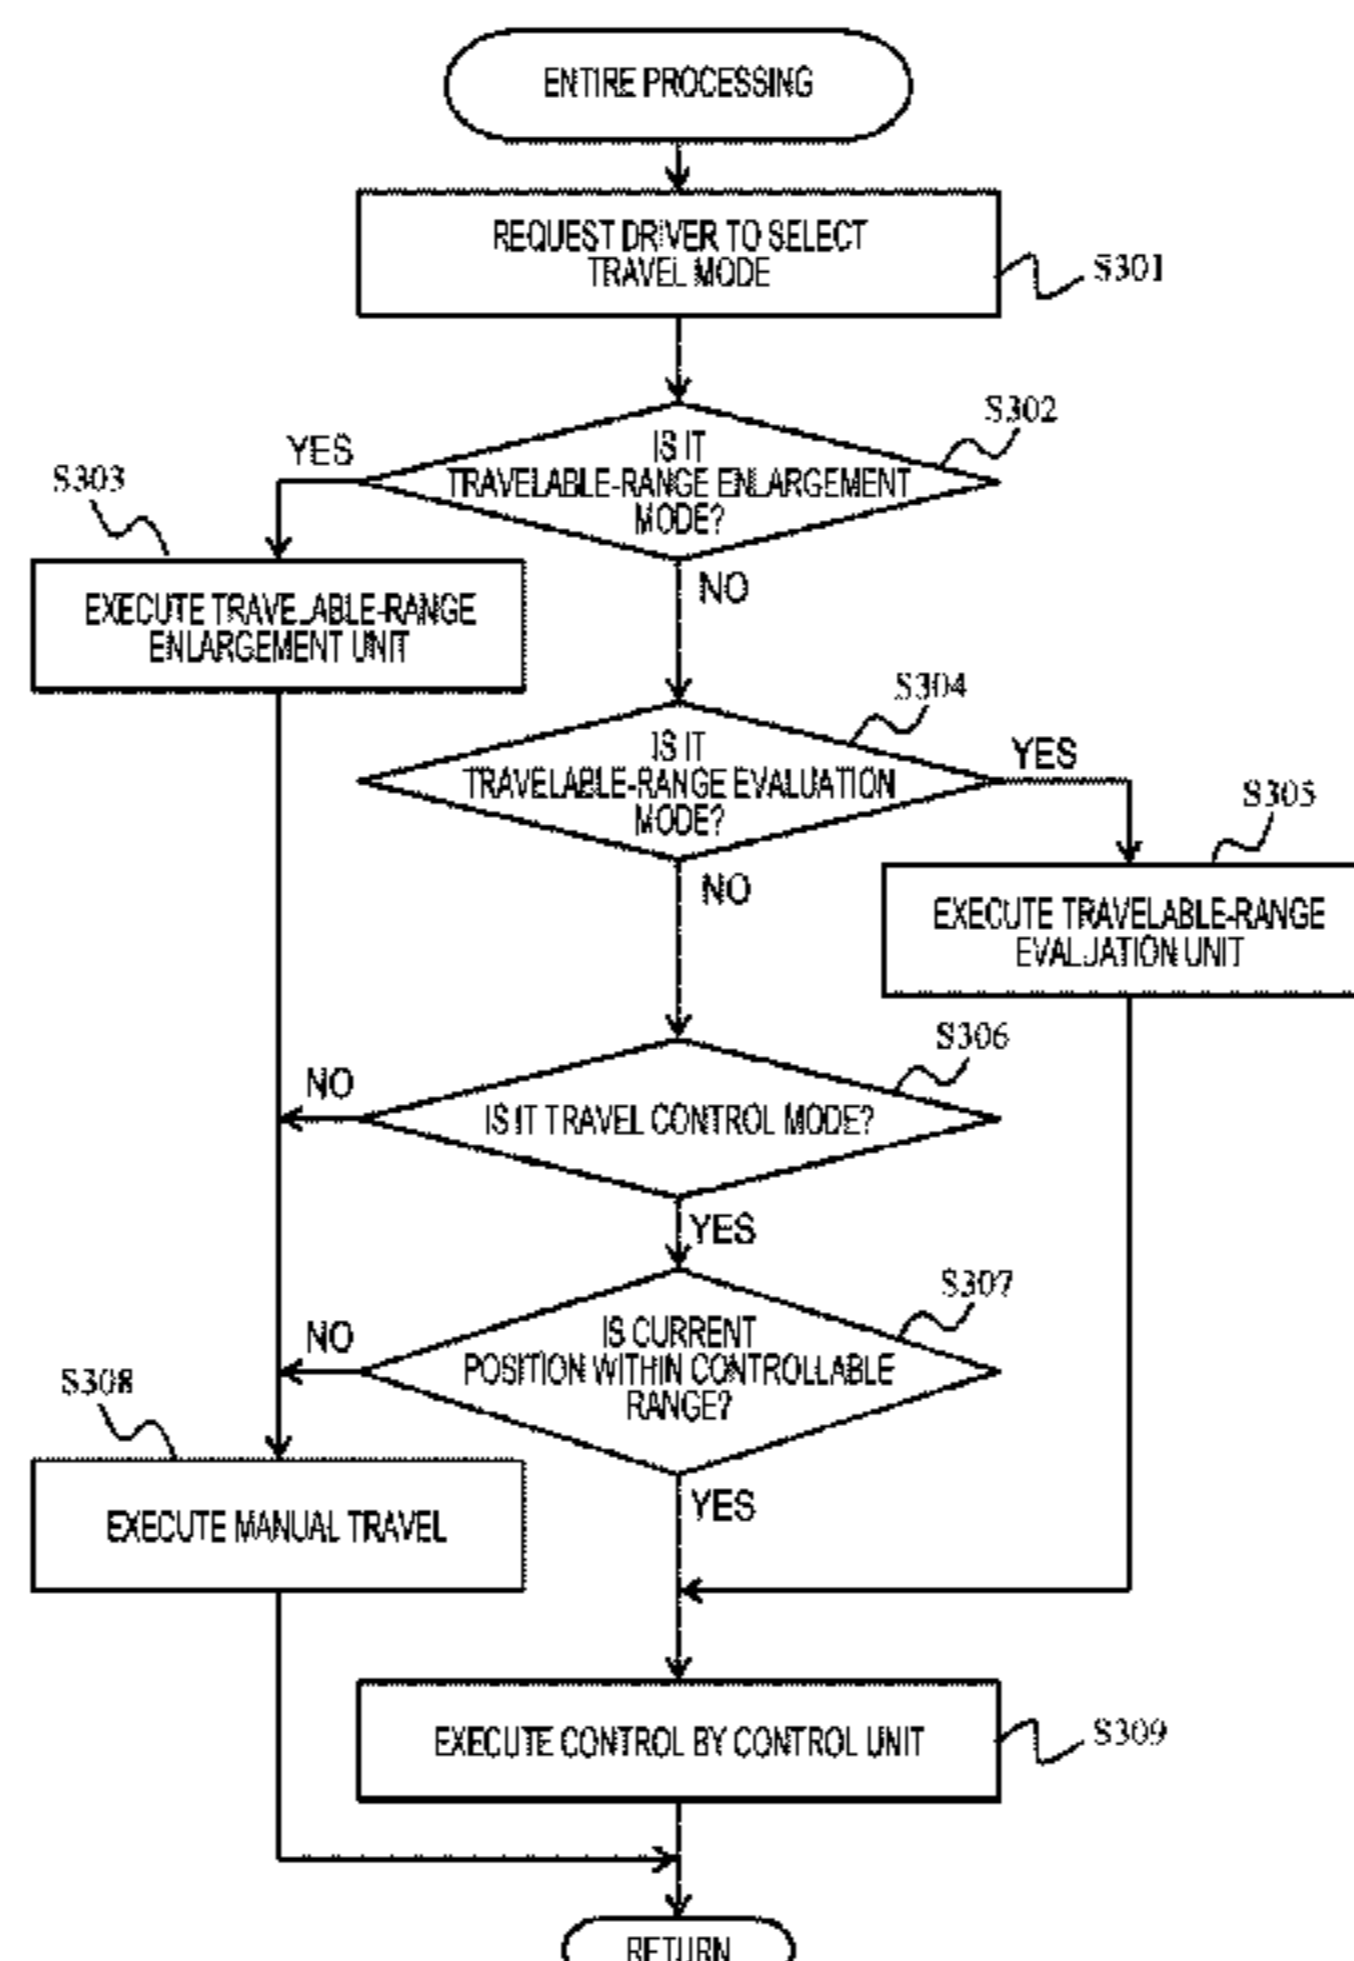 ENTIRE PROCESSING
REQUEST DRIVER TO SELECT
TRAVEL MODE
S301
S302
YES
IS IT
TRAVELABLE-RANGE ENLARGEMENT
MODE?
S303
NO
EXECUTE TRAVELABLE-RANGE
ENLARGEMENT UNIT
S304
IS IT
TRAVELABLE-RANGE EVALUATION
MODE?
YES
S305
NO
EXECUTE TRAVELABLE-RANGE
EVALUATION UNIT
S306
NO
IS IT TRAVEL CONTROL MODE?
YES
S307
NO
IS CURRENT
POSITION WITHIN CONTROLLABLE
RANGE?
S308
YES
EXECUTE MANUAL TRAVEL
EXECUTE CONTROL BY CONTROL UNIT
S309
RETURN